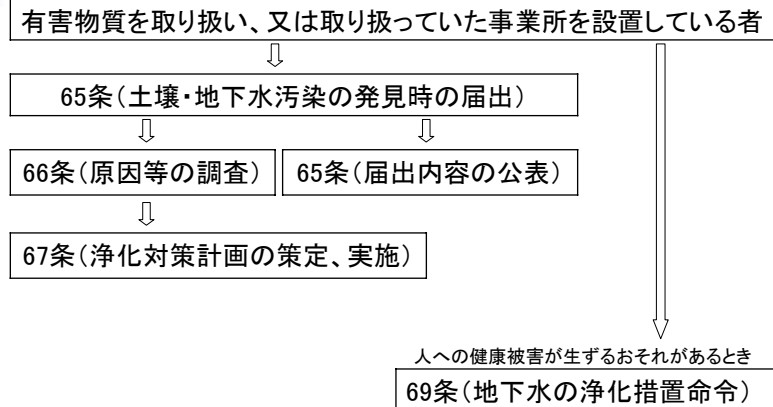 有害物質を取り扱い、又は取り扱っていた事業所を設置している者
65条(土壌・地下水汚染の発見時の届出)
66条(原因等の調査)
65条(届出内容の公表)
67条(浄化対策計画の策定、実施)
人への健康被害が生ずるおそれがあるとき
69条(地下水の浄化措置命令)